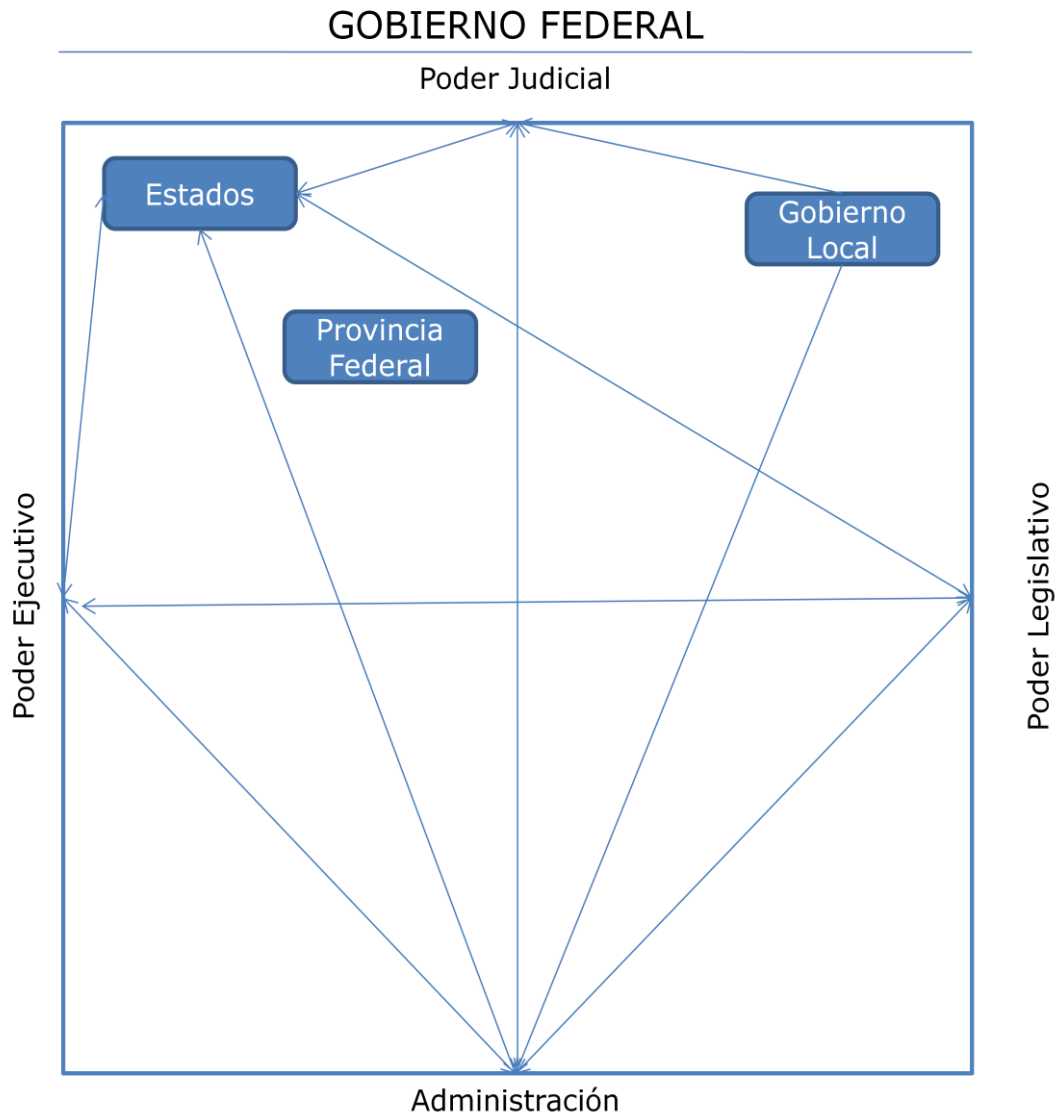 GOBIERNO FEDERAL
Poder Judicial
Estados
Gobierno
Local
Provincia
Federal
Poder Ejecutivo
Poder Legislativo
Administración